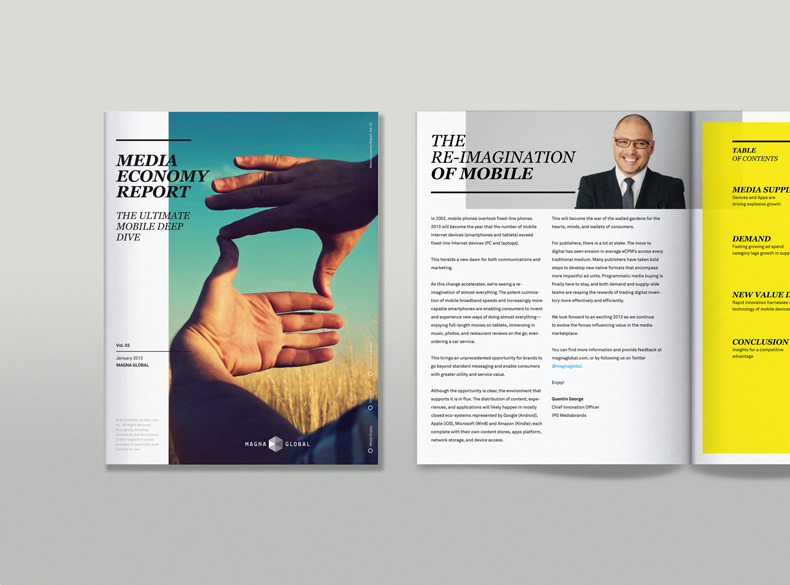 MEDIA
ECONOMY
REPORT
THE ULTIMATE
MOBILE DEEP
DIVE
Vol. 02
January 2013
MAGNA GLOBAL
MAGNA GLOBAL
Media Supply
THE
RE-IMAGINATION
OF MOBILE
In 2002, mobile phones overtook fixed-line phones.
2013 will become the year that the number of mobile
Internet devices (smartphones and tablets) exceed
fixed-line Internet devices (PC and laptops).
This heralds a new dawn for both communications and
marketing.
As this change accelerates, we're seeing a re-
imagination of almost everything. The potent culmina-
tion of mobile broadband speeds and increasingly more
capable smartphones are enabling consumers to invent
and experience new ways of doing almost everything—
enjoying full-length movies on tablets, immersing in
music, photos, and restaurant reviews on the go; even
ordering a car service.
This brings an unprecedented opportunity for brands to
go beyond standard messaging and enable consumers
with greater utility and service value.
Although the opportunity is clear, the environment that
supports it is in flux. The distribution of content, expe-
riences, and applications will likely happen in mostly
closed eco-systems represented by Google (Android),
Apple (iOS), Microsoft (Win8) and Amazon (Kindle); each
complete with their own content stores, apps platform,
network storage, and device access.
This will become the war of the walled gardens for the
hearts, minds, and wallets of consumers.
For publishers, there is a lot at stake. The move to
digital has seen erosion in average eCPM's across every
traditional medium. Many publishers have taken bold
steps to develop new native formats that encompass
more impactful ad units. Programmatic media buying is
finally here to stay, and both demand and supply-side
teams are reaping the rewards of trading digital inven-
tory more effectively and efficiently.
We look forward to an exciting 2013 as we continue
to evolve the forces influencing value in the media
marketplace.
You can find more information and provide feedback at
magnaglobal.com, or by following us on Twitter
@magnaglobal.
Enjoy!
Quentin George
Chief Innovation Officer
IPG Mediabrands
TABLE
OF CONTENTS
MEDIA SUPPL
Devices and Apps are
driving explosive growth
DEMAND
Fasting growing ad spend
category lags growth in supp
NEW VALUE D
Rapid innovation harnesses
technology of mobile devices
CONCLUSION
Insights for a competitive
advantage